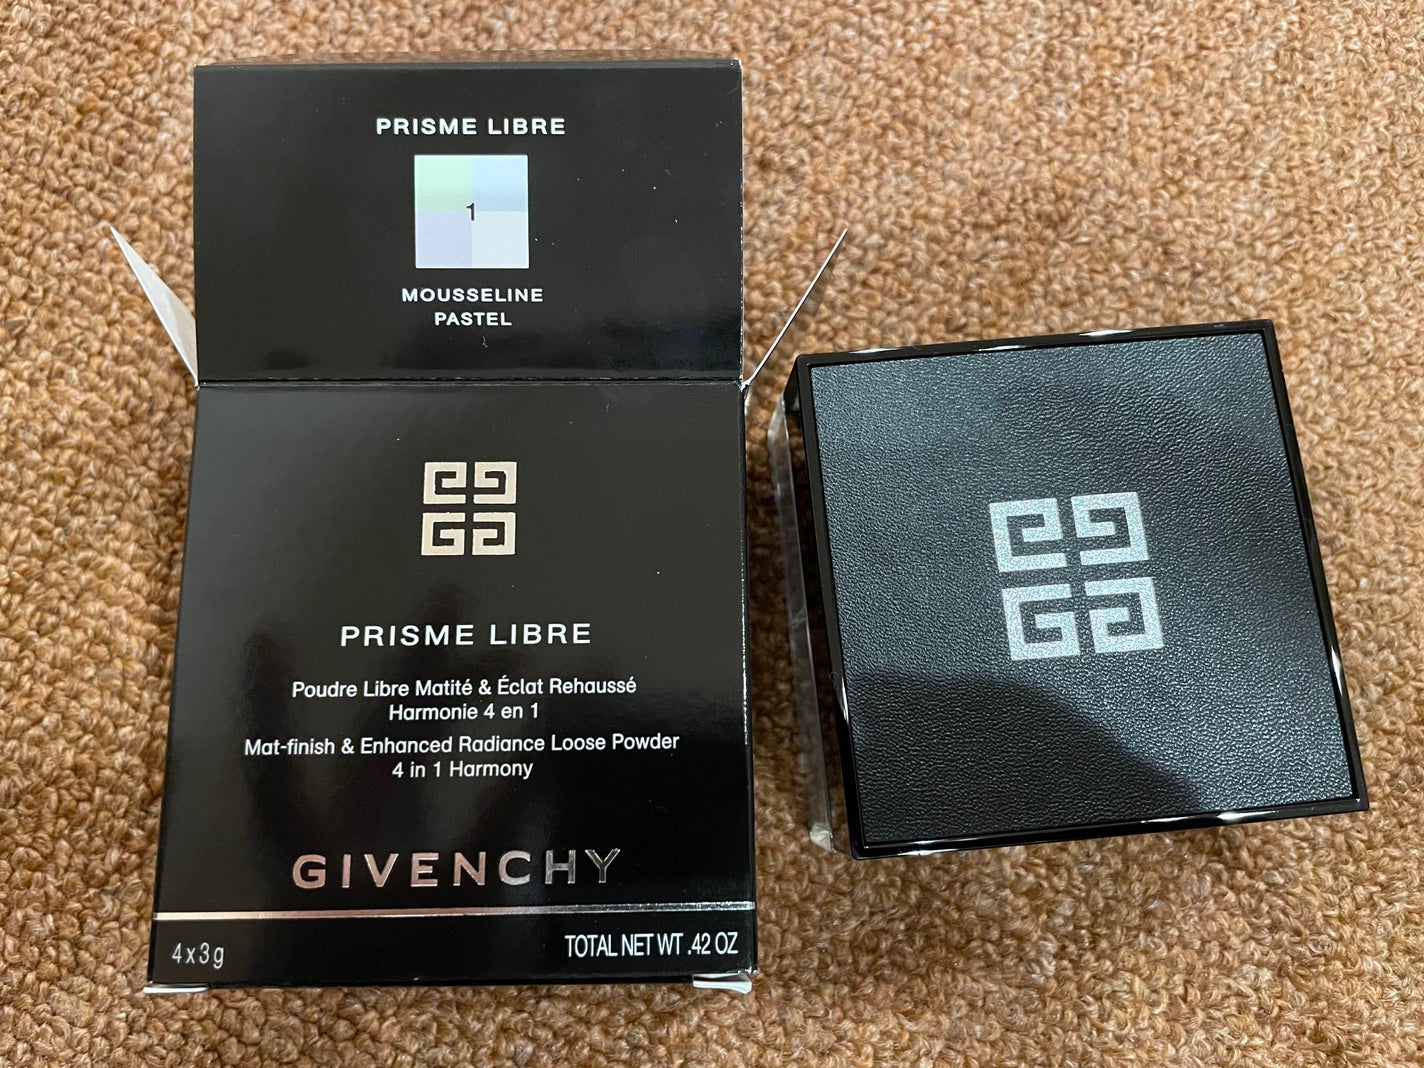 PRISME LIBRE
1
MOUSSELINE
PASTEL
PRISME LIBRE
Poudre Libre Matité & Éclat Rehaussé
Harmonie 4 en 1
Mat-finish & Enhanced Radiance Loose Powder
4 in 1 Harmony
GIVENCHY
4x3g
TOTAL NET WT .42 OZ